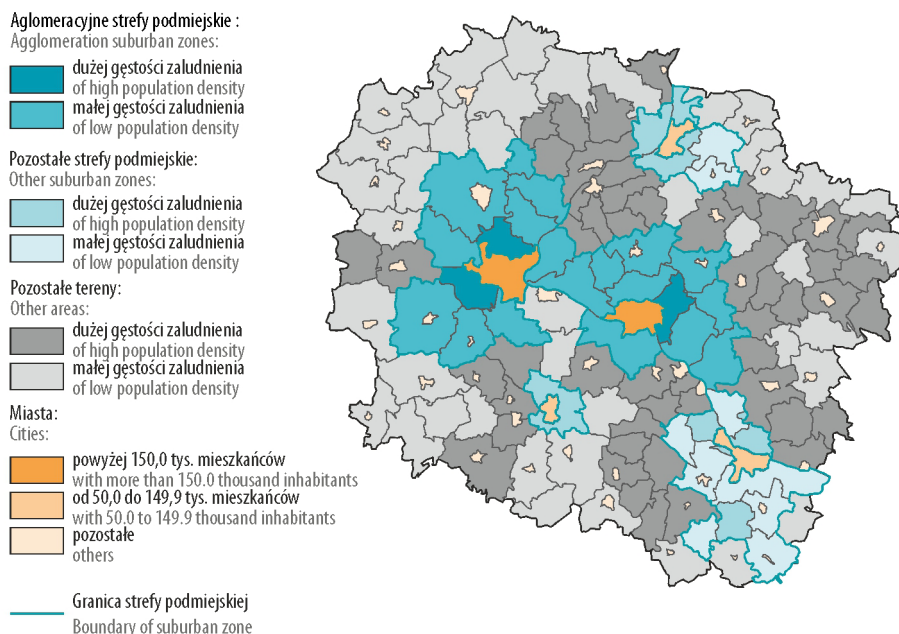 Aglomeracyjne strefy podmiejskie :
Agglomeration suburban zones:
dużej gęstości zaludnienia
of high population density
małej gęstości zaludnienia
of low population density
Pozostałe strefy podmiejskie:
Other suburban zones:
dużej gęstości zaludnienia
of high population density
małej gęstości zaludnienia
of low population density
Pozostałe tereny:
Other areas:
dużej gęstości zaludnienia
of high population density
małej gęstości zaludnienia
of low population density
Miasta:
Cities:
powyżej 150,0 tys. mieszkańców
with more than 150.0 thousand inhabitants
od 50,0 do 149,9 tys. mieszkańców
with 50.0 to 149.9 thousand inhabitants
pozostałe
others
Granica strefy podmiejskiej
Boundary of suburban zone